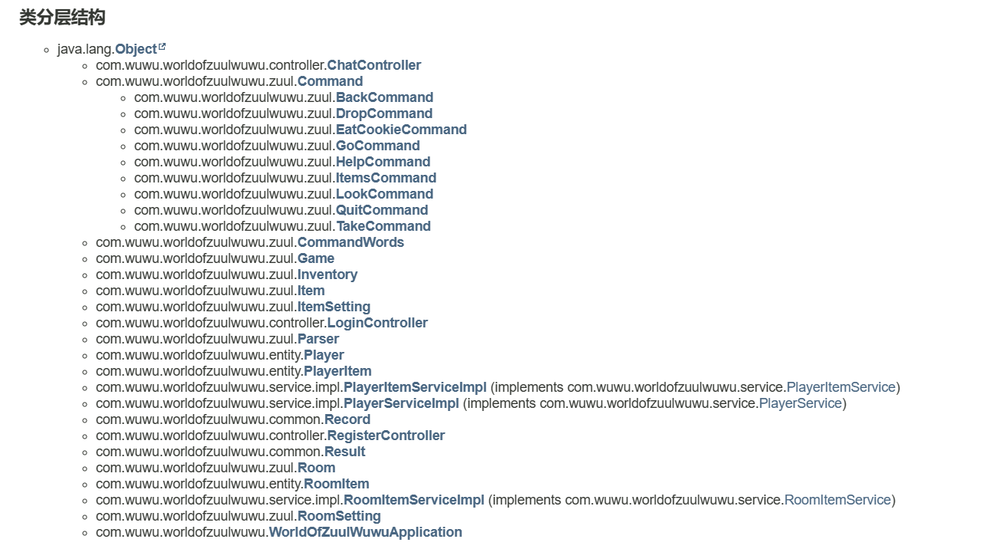 类分层结构
java.lang.Object
com.wuwu.worldofzuulwuwu.controller.ChatController
com.wuwu.worldofzuulwuwu.zuul.Command
com.wuwu.worldofzuulwuwu.zuul.BackCommand
com.wuwu.worldofzuulwuwu.zuul.DropCommand
com.wuwu.worldofzuulwuwu.zuul.EatCookieCommand
com.wuwu.worldofzuulwuwu.zuul.GoCommand
com.wuwu.worldofzuulwuwu.zuul.HelpCommand
com.wuwu.worldofzuulwuwu.zuul.ItemsCommand
com.wuwu.worldofzuulwuwu.zuul.LookCommand
com.wuwu.worldofzuulwuwu.zuul.QuitCommand
com.wuwu.worldofzuulwuwu.zuul.TakeCommand
com.wuwu.worldofzuulwuwu.zuul.CommandWords
com.wuwu.worldofzuulwuwu.zuul.Game
com.wuwu.worldofzuulwuwu.zuul.Inventory
com.wuwu.worldofzuulwuwu.zuul.Item
com.wuwu.worldofzuulwuwu.zuul.ItemSetting
com.wuwu.worldofzuulwuwu.controller.LoginController
com.wuwu.worldofzuulwuwu.zuul.Parser
com.wuwu.worldofzuulwuwu.entity.Player
com.wuwu.worldofzuulwuwu.entity.PlayerItem
com.wuwu.worldofzuulwuwu.service.impl.PlayerItemServiceImpl (implements com.wuwu.worldofzuulwuwu.service.PlayerItemService)
com.wuwu.worldofzuulwuwu.service.impl.PlayerServiceImpl (implements com.wuwu.worldofzuulwuwu.service.PlayerService)
com.wuwu.worldofzuulwuwu.common.Record
com.wuwu.worldofzuulwuwu.controller.RegisterController
com.wuwu.worldofzuulwuwu.common.Result
com.wuwu.worldofzuulwuwu.zuul.Room
com.wuwu.worldofzuulwuwu.entity.RoomItem
com.wuwu.worldofzuulwuwu.service.impl.RoomItemServiceImpl (implements com.wuwu.worldofzuulwuwu.service.RoomItemService)
com.wuwu.worldofzuulwuwu.zuul.RoomSetting
com.wuwu.worldofzuulwuwu.WorldOfZuulWuwuApplication